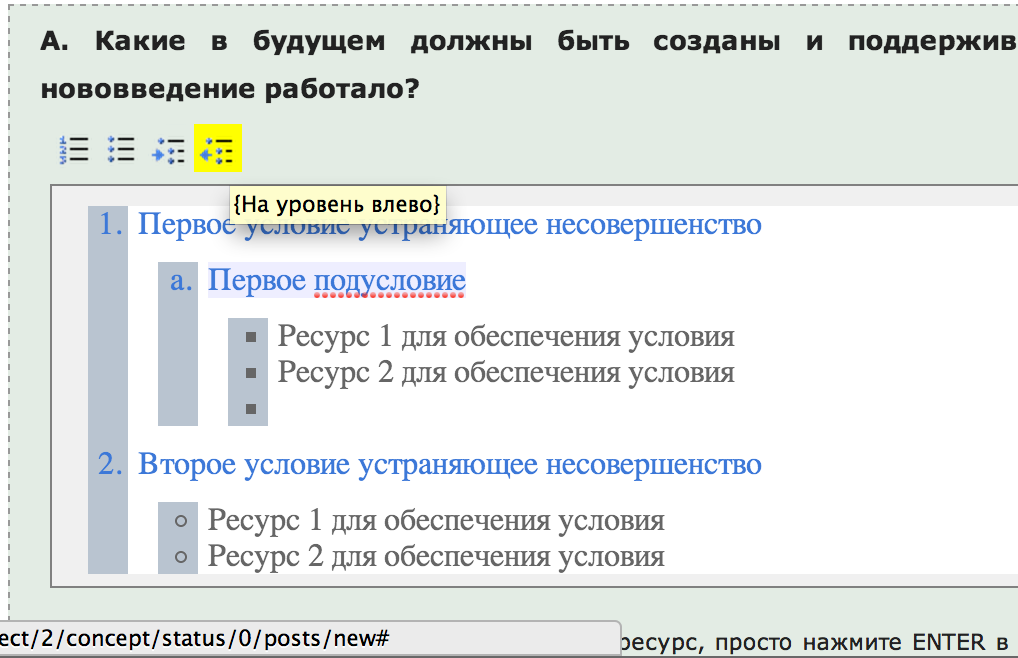 А. Какие в будущем должны быть созданы и поддержив
нововведение работало?
{На уровень влево}
1. Первое условие устраняющее несовершенство
a. Первое подусловие
Ресурс 1 для обеспечения условия
Ресурс 2 для обеспечения условия
2. Второе условие устраняющее несовершенство
Ресурс 1 для обеспечения условия
Ресурс 2 для обеспечения условия
ect/2/concept/status/0/posts/new# ресурс, просто нажмите ENTER в